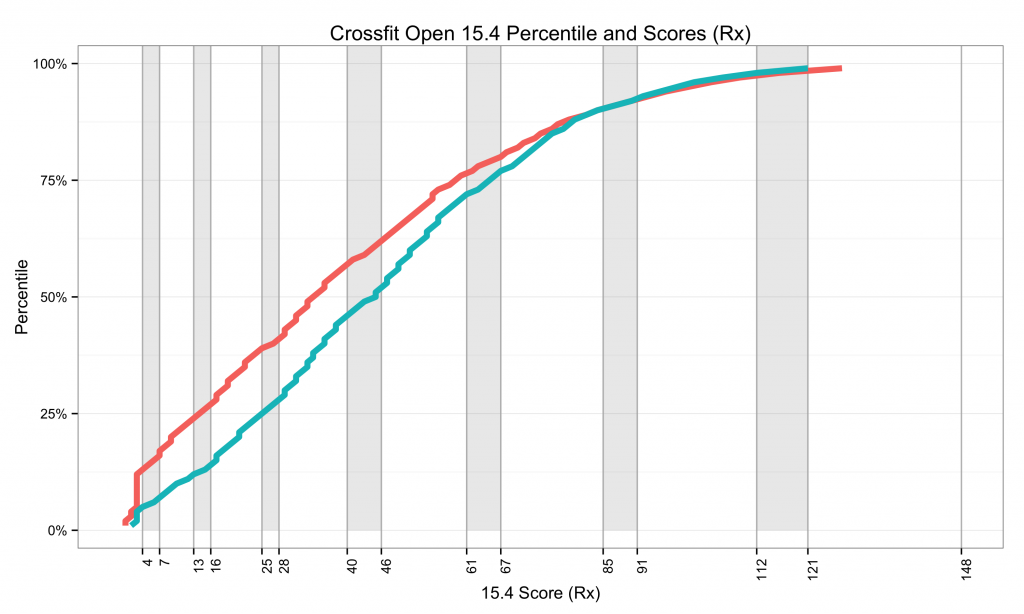 Crossfit Open 15.4 Percentile and Scores (Rx)
100%
75%
50%
25%
0%
Percentile
4 7 13 16 25 28 40 46 61 67 85 91 112 121 148
15.4 Score (Rx)